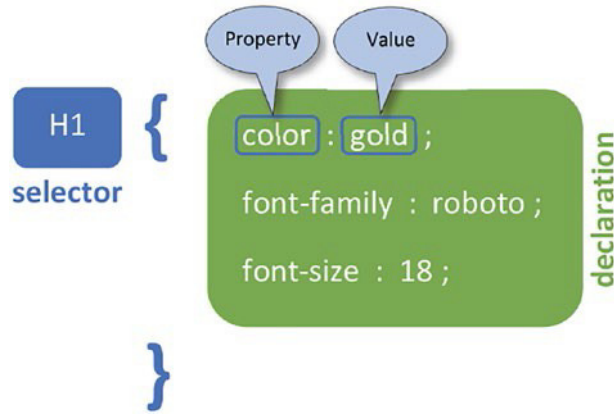 Property Value
H1 { color : gold ;
selector
font-family : roboto ;
font-size : 18 ;
declaration
}